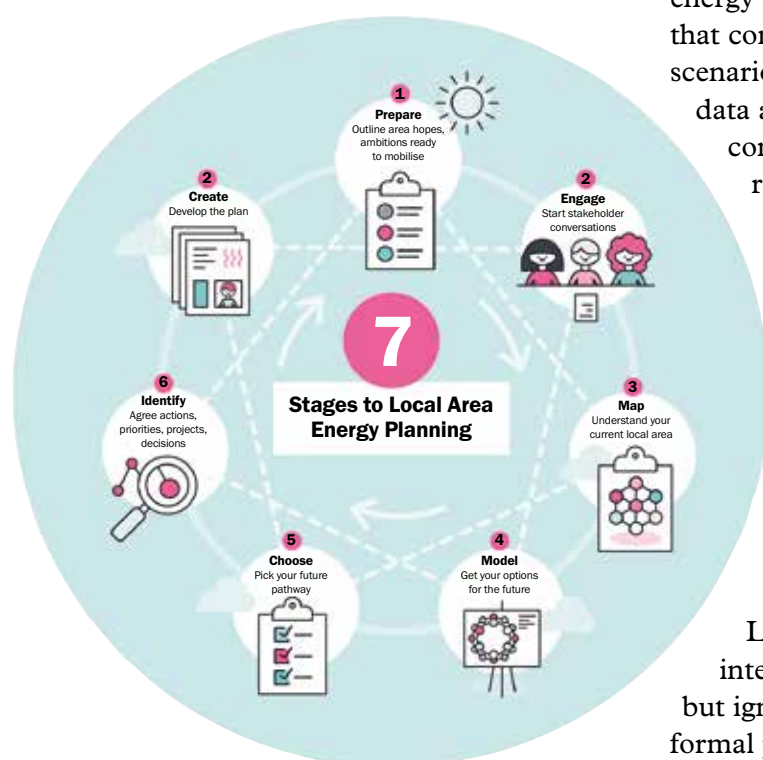 energy
that con
scenario
data a
con
r
1
Prepare
Outline area hopes,
ambitions ready
to mobilise
2
Engage
Start stakeholder
conversations
3
Map
Understand your
current local area
4
Model
Get your options
for the future
5
Choose
Pick your future
pathway
6
Identify
Agree actions,
priorities, projects,
decisions
2
Create
Develop the plan
7
Stages to Local Area
Energy Planning
L
inte
but ign
formal